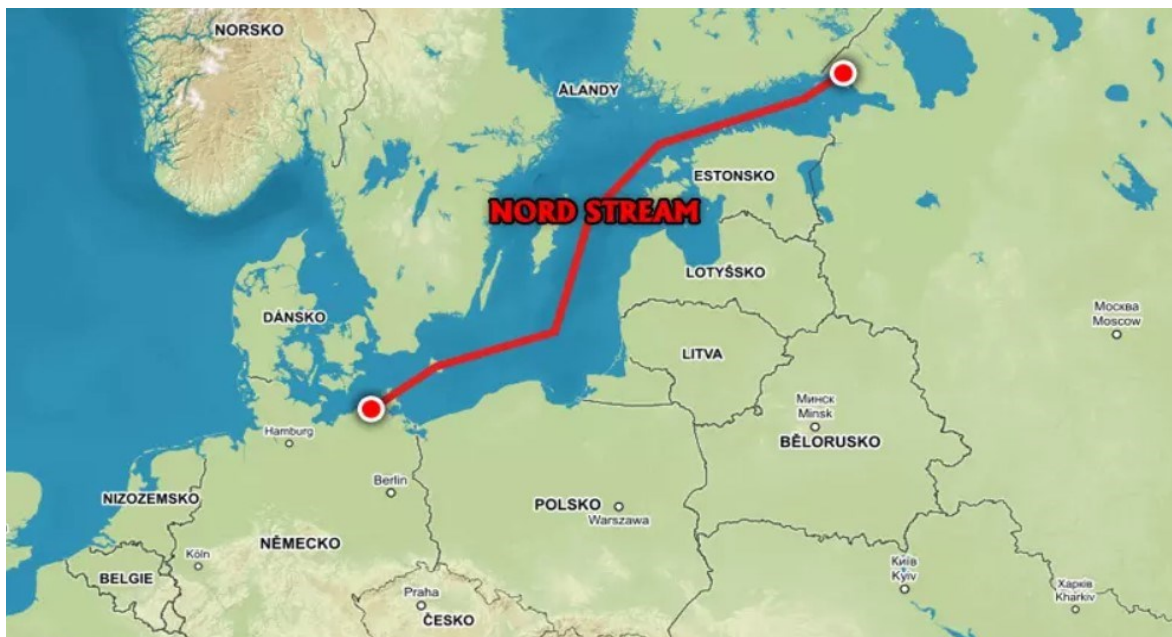 NORSKO
ÅLANDY
ESTONSKO
NORD STREAM
LOTYŠSKO
DÁNSKO
Москва
Moscow
LITVA
Минск
Minsk
Hamburg
BĚLORUSKO
Berlin
NIZOZEMSKO
POLSKO
Warszawa
NĚMECKO
Köln
BELGIE
Київ
Kyiv
Харків
Kharkiv
Praha
ČESKO